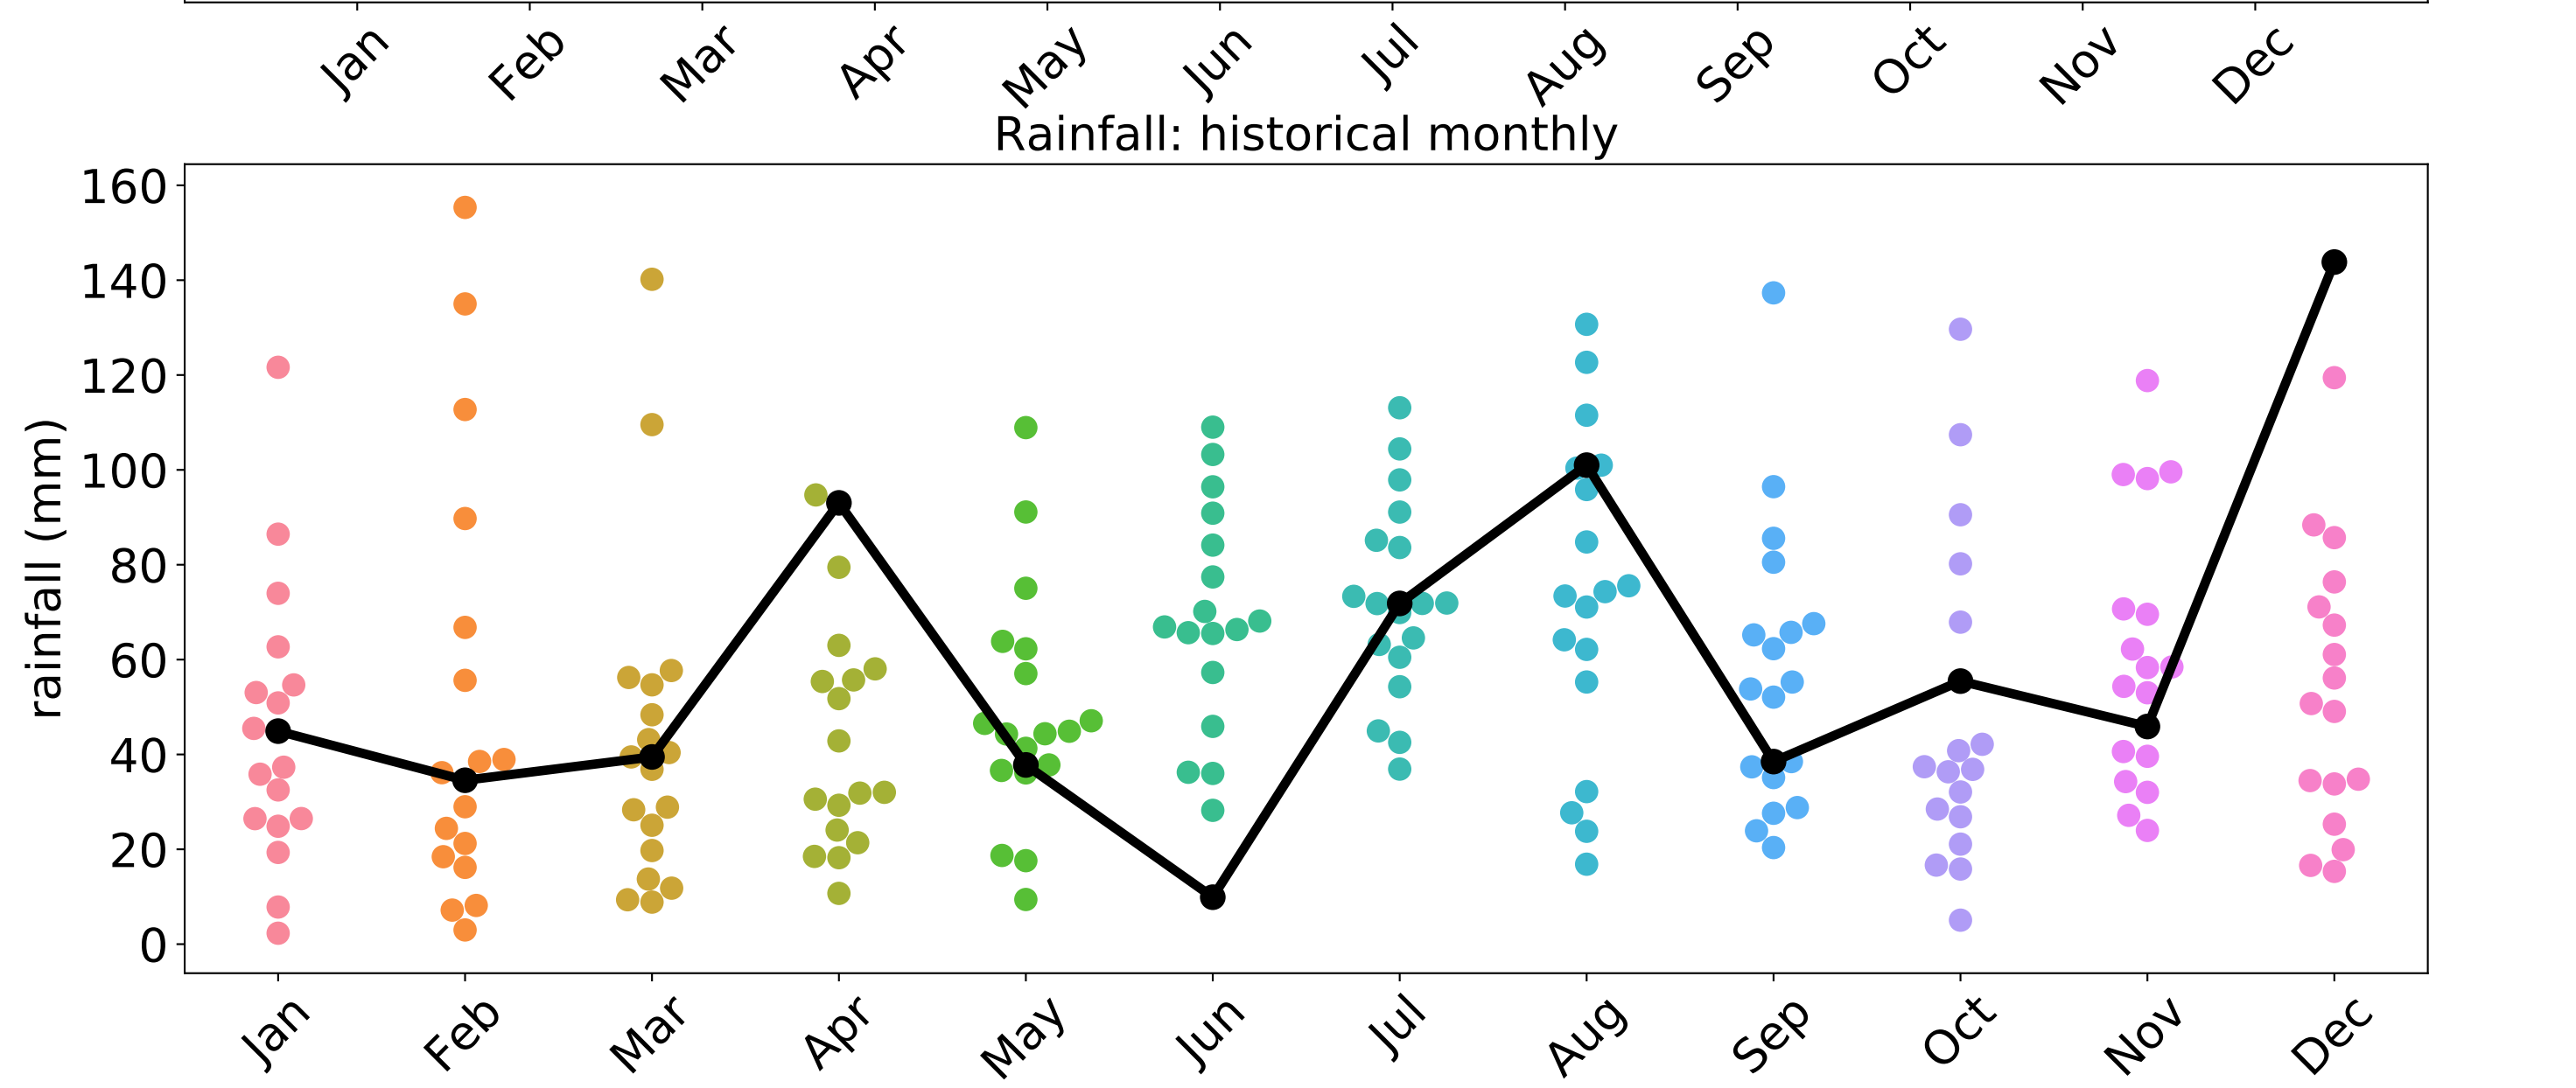 Jan Feb Mar Apr May Jun Jul Aug Sep Oct Nov Dec
Rainfall: historical monthly
160
140
120
100
80
60
40
20
0
rainfall (mm)
Jan Feb Mar Apr May Jun Jul Aug Sep Oct Nov Dec